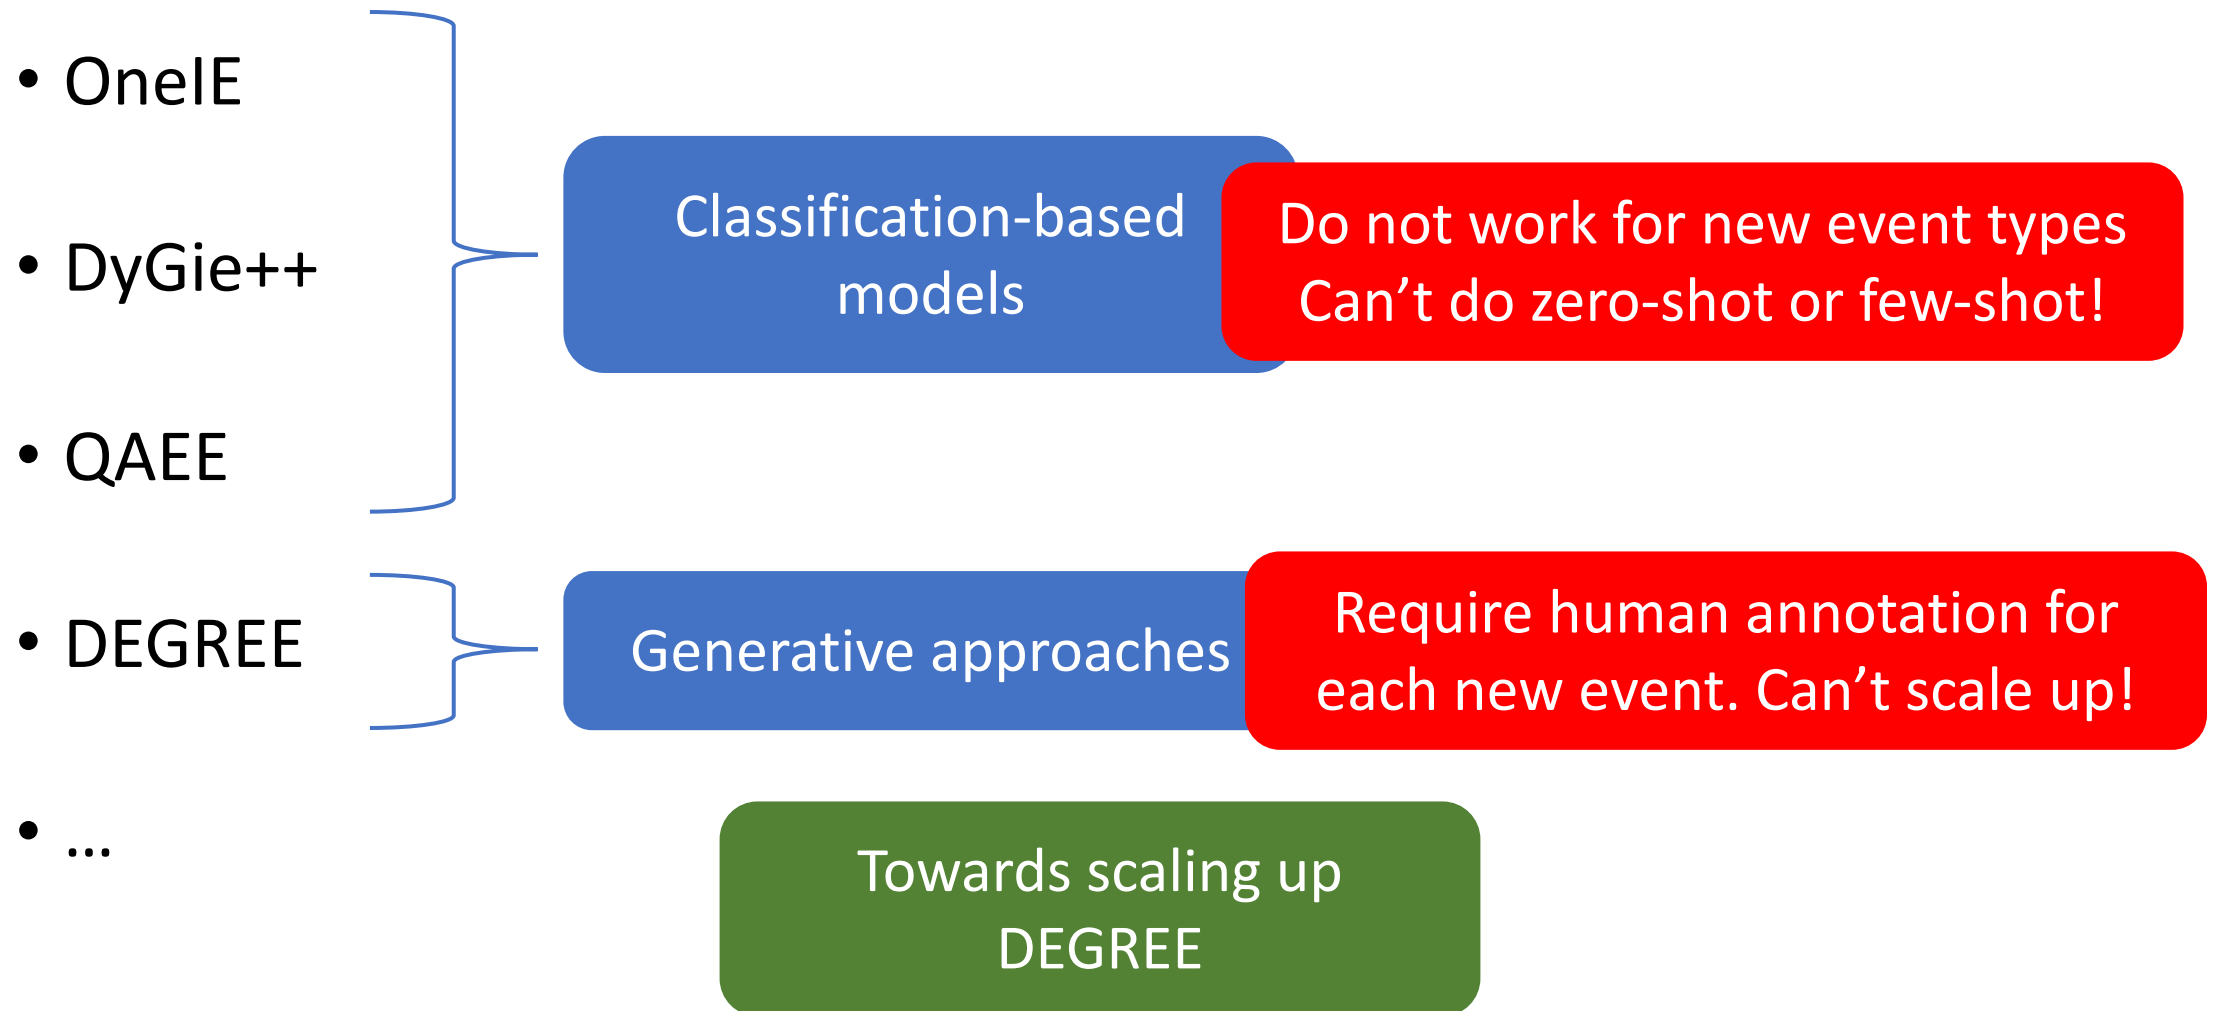 • OneIE
• DyGie++
• QAEE
• DEGREE
• ...
Classification-based
models
Do not work for new event types
Can’t do zero-shot or few-shot!
Generative approaches
Require human annotation for
each new event. Can’t scale up!
Towards scaling up
DEGREE